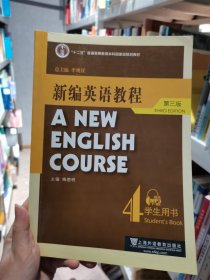 "十二五"普通高等教育本科国家级规划教材
总主编 李观仪
新编英语教程
第三版
THIRD EDITION
A NEW
ENGLISH
COURSE
主编 梅德明
4 学生用书
Student's Book
上海外语教育出版社